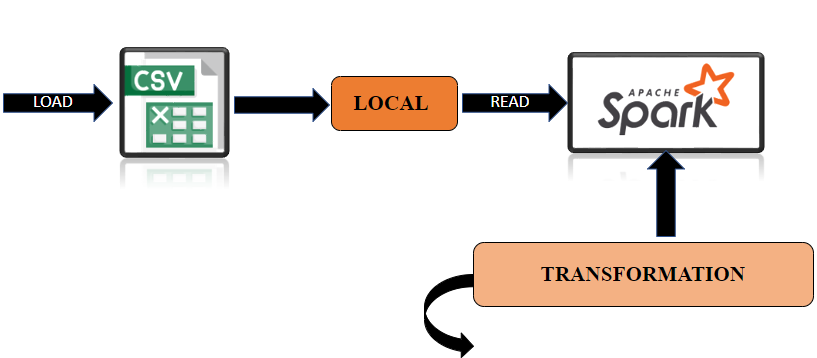 LOAD
CSV
LOCAL
READ
APACHE
Spark
TRANSFORMATION